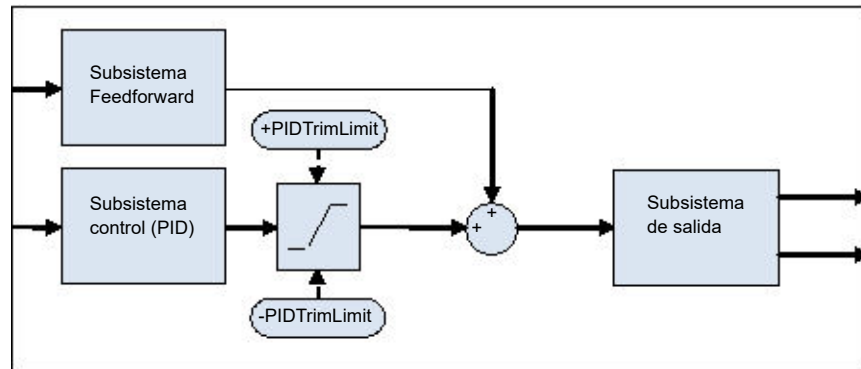 Subsistema
Feedforward
+PIDTrimLimit
Subsistema
control (PID)
+
+
Subsistema
de salida
-PIDTrimLimit